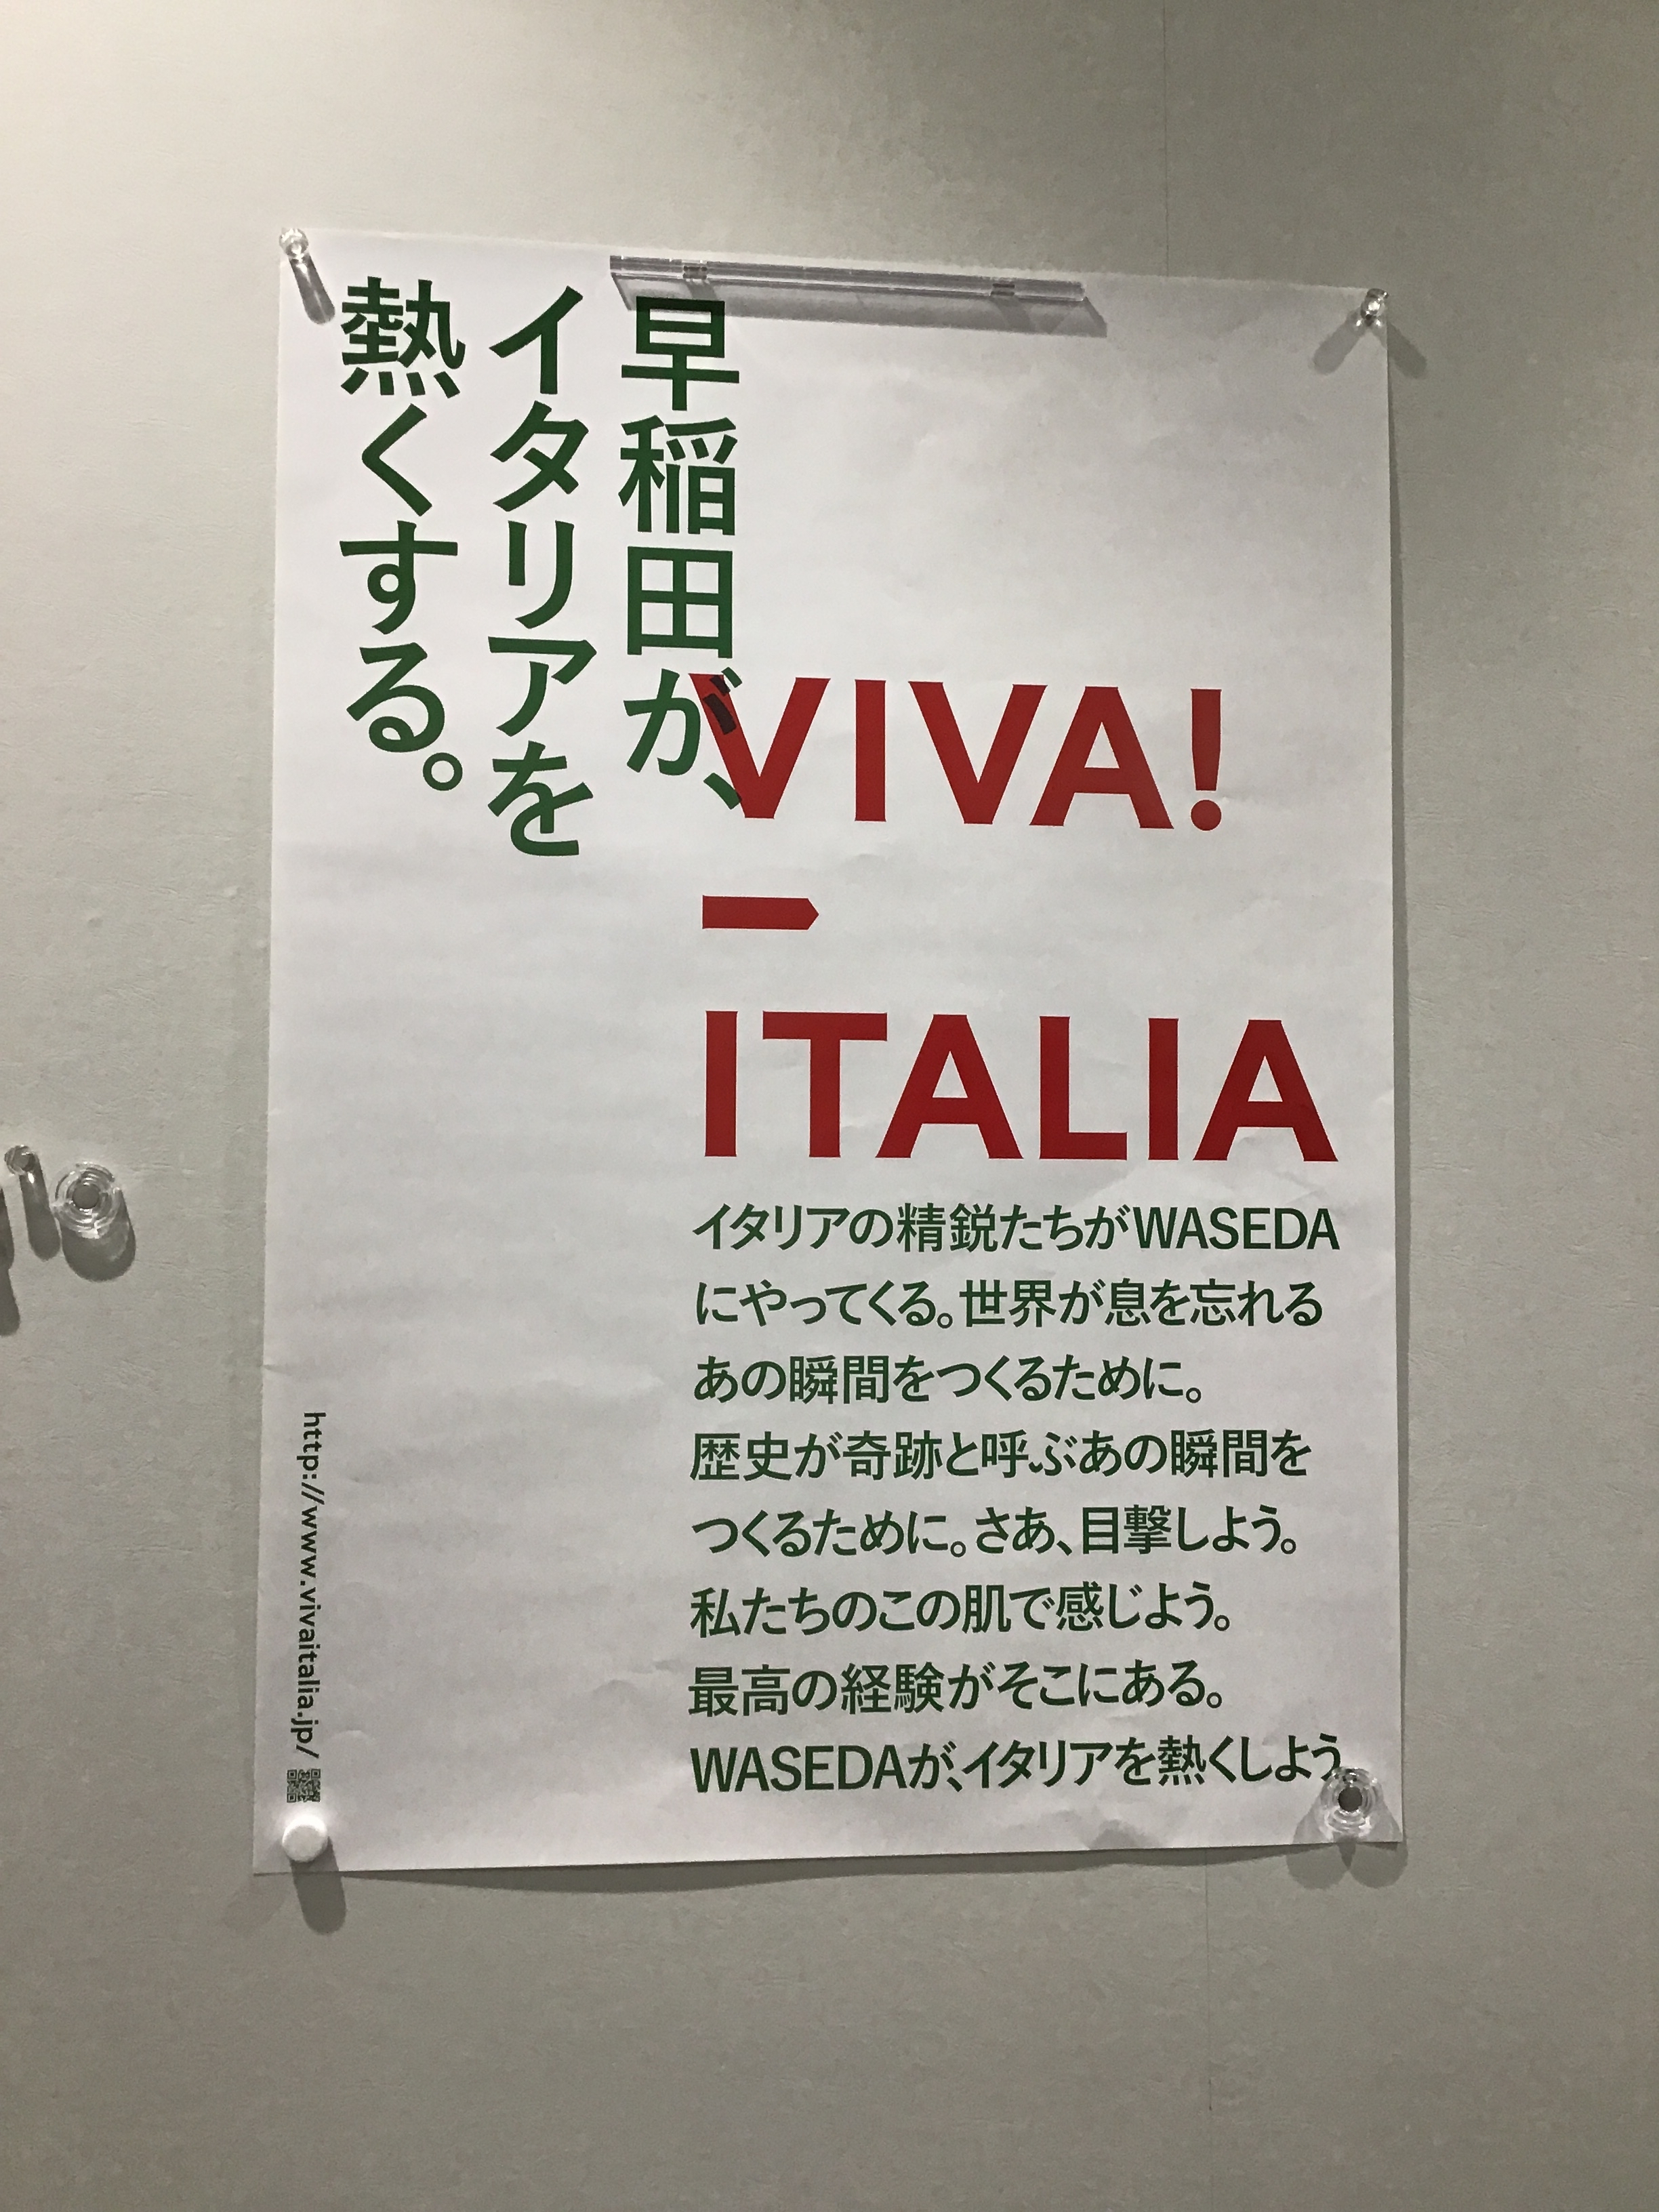 早稲田が、
イタリアを
熱くする。
VIVA!
ITALIA
イタリアの精鋭たちがWASEDA
にやってくる。世界が息を忘れる
あの瞬間をつくるために。
歴史が奇跡と呼ぶあの瞬間を
つくるために。さあ、目撃しよう。
私たちのこの肌で感じよう。
最高の経験がそこにある。
WASEDAが、イタリアを熱くしよう。
http://www.vivaitalia.jp/